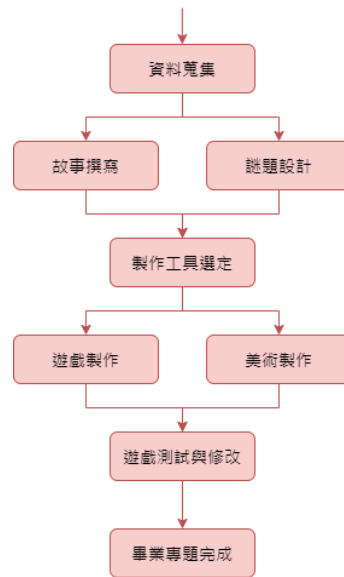 資料蒐集
故事撰寫
謎題設計
製作工具選定
遊戲製作
美術製作
遊戲測試與修改
畢業專題完成